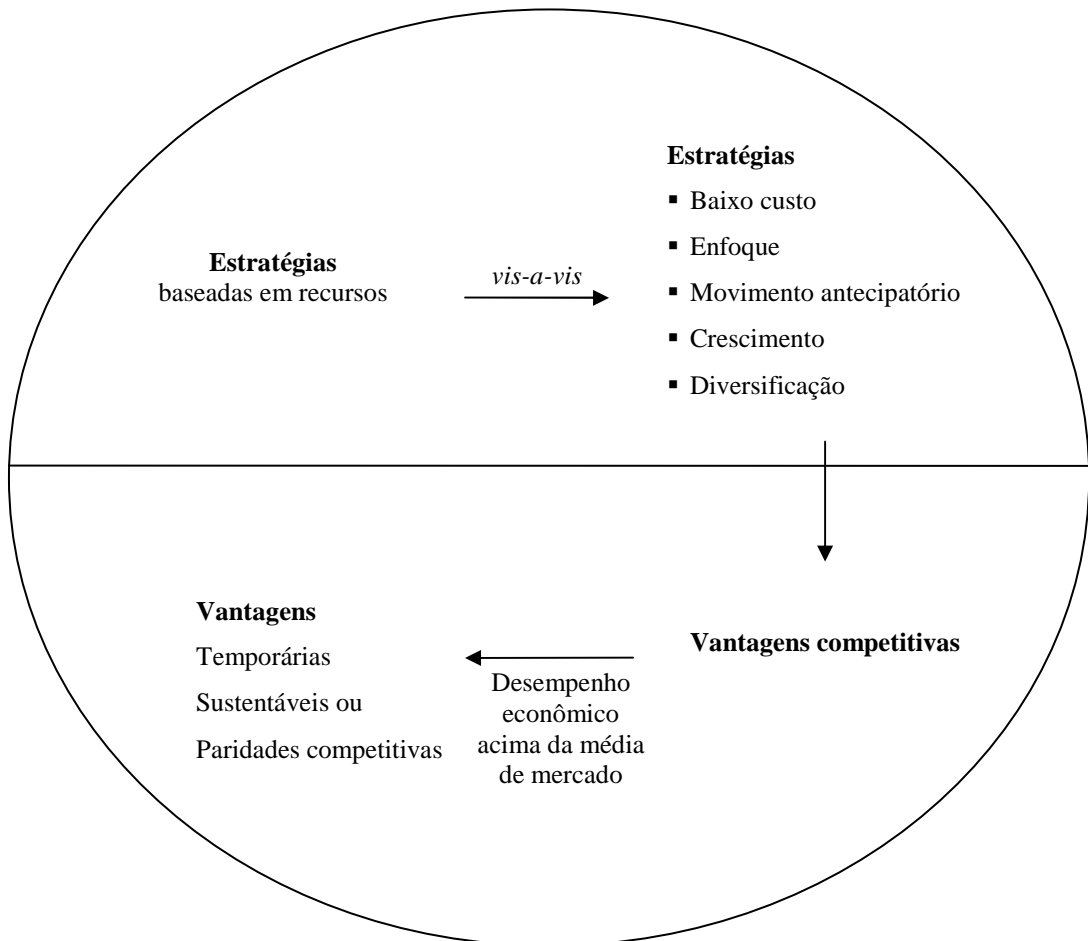 Estratégias
baseadas em recursos
vis-a-vis
Estratégias
▪ Baixo custo
▪ Enfoque
▪ Movimento antecipatório
▪ Crescimento
▪ Diversificação
Vantagens competitivas
Desempenho
econômico
acima da média
de mercado
Vantagens
Temporárias
Sustentáveis ou
Paridades competitivas